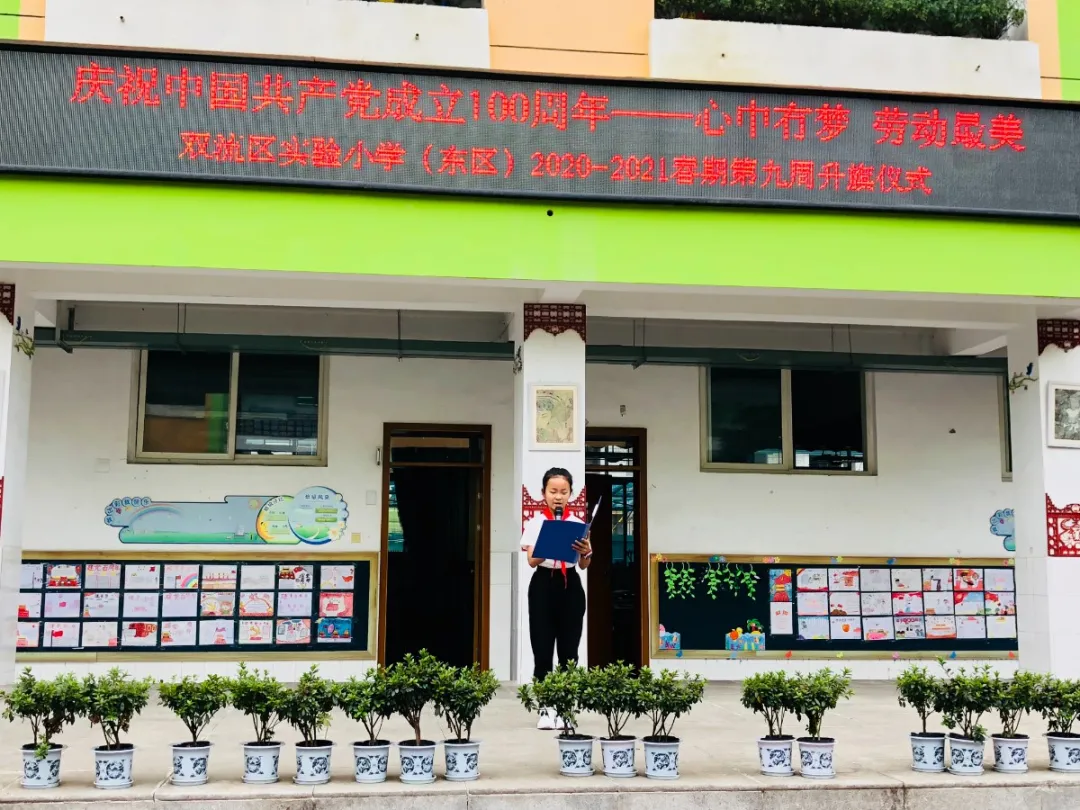 庆祝中国共产党成立100周年——心中有梦 劳动最美
双流区实验小学（东区）2020-2021春期第九周升旗仪式